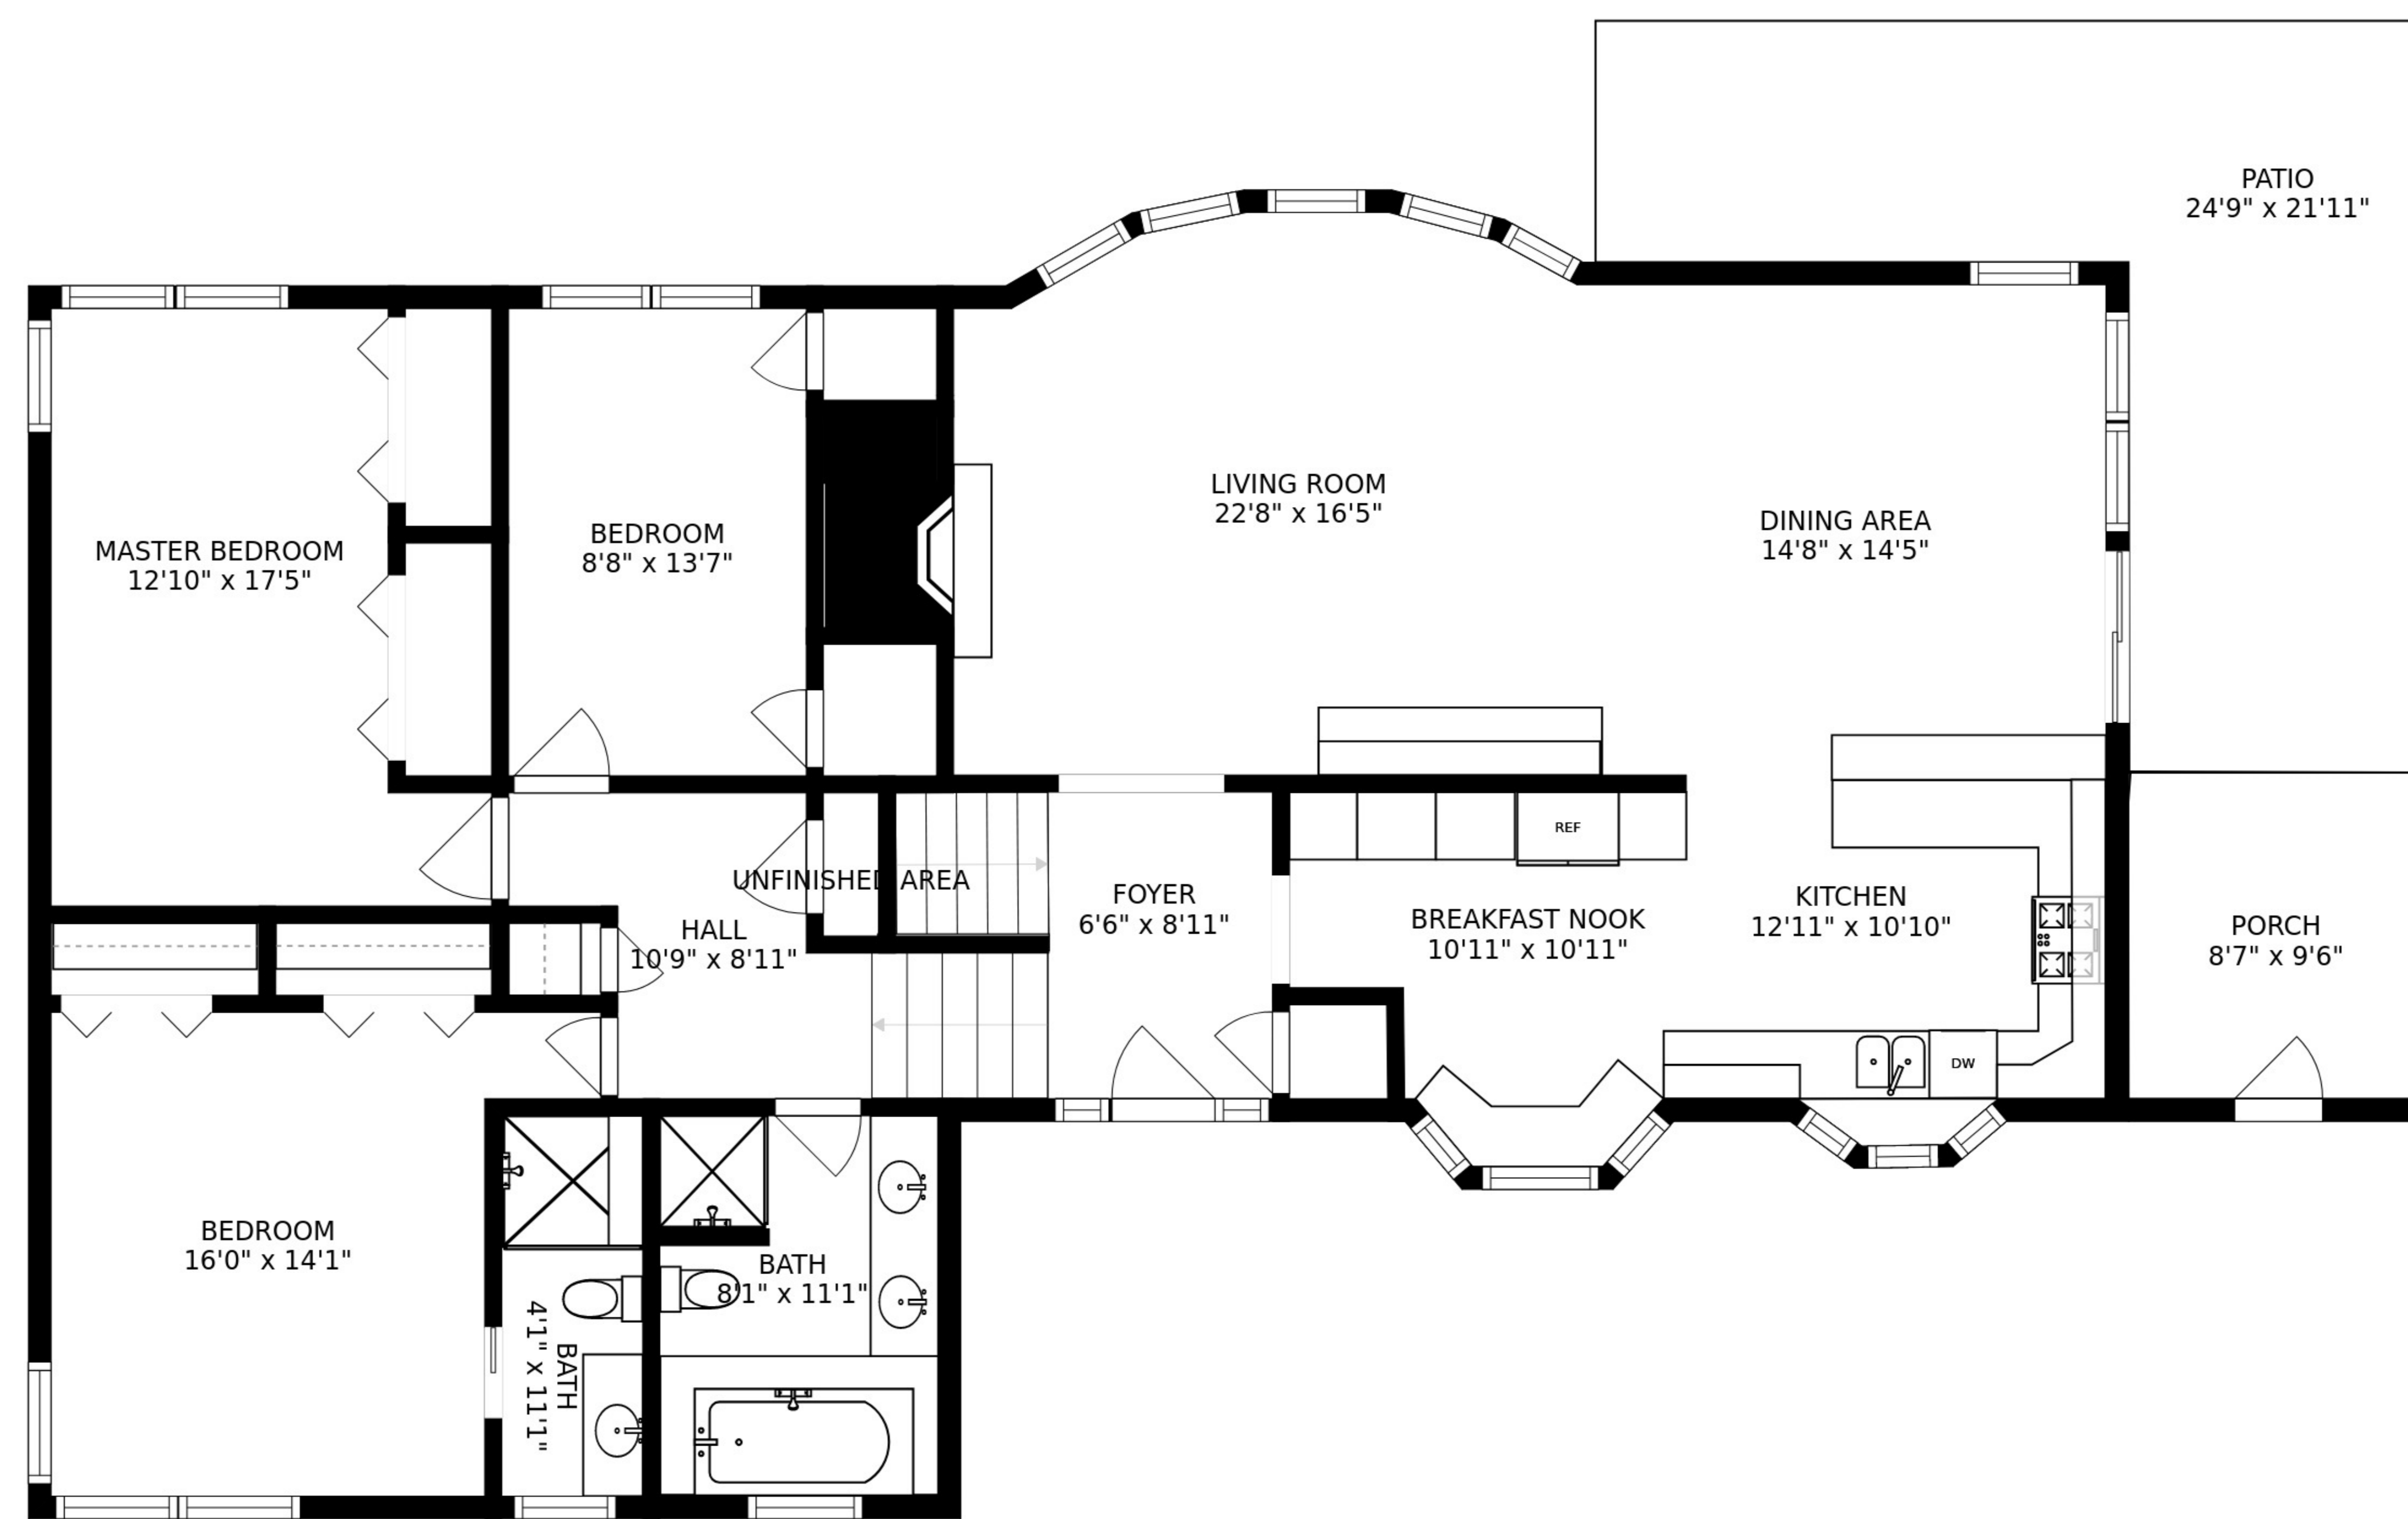 PATIO
24'9" x 21'11"
LIVING ROOM
22'8" x 16'5"
DINING AREA
14'8" x 14'5"
BEDROOM
8'8" x 13'7"
MASTER BEDROOM
12'10" x 17'5"
REF
UNFINISHED AREA
FOYER
6'6" x 8'11"
KITCHEN
12'11" x 10'10"
BREAKFAST NOOK
10'11" x 10'11"
PORCH
8'7" x 9'6"
HALL
10'9" x 8'11"
DW
BEDROOM
16'0" x 14'1"
BATH
8'1" x 11'1"
BATH
4'1" x 11'1"